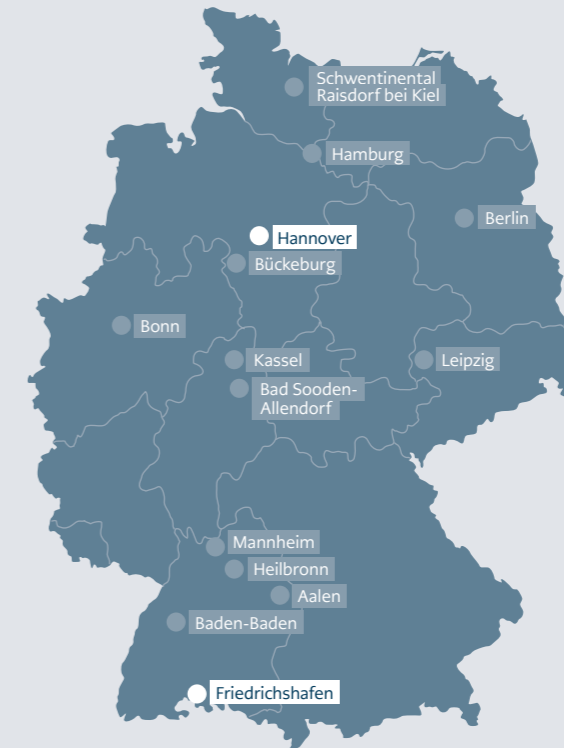 Schwentinental
Raisdorf bei Kiel
Hamburg
Berlin
Hannover
Bückeburg
Bonn
Kassel
Leipzig
Bad Sooden-
Allendorf
Mannheim
Heilbronn
Aalen
Baden-Baden
Friedrichshafen